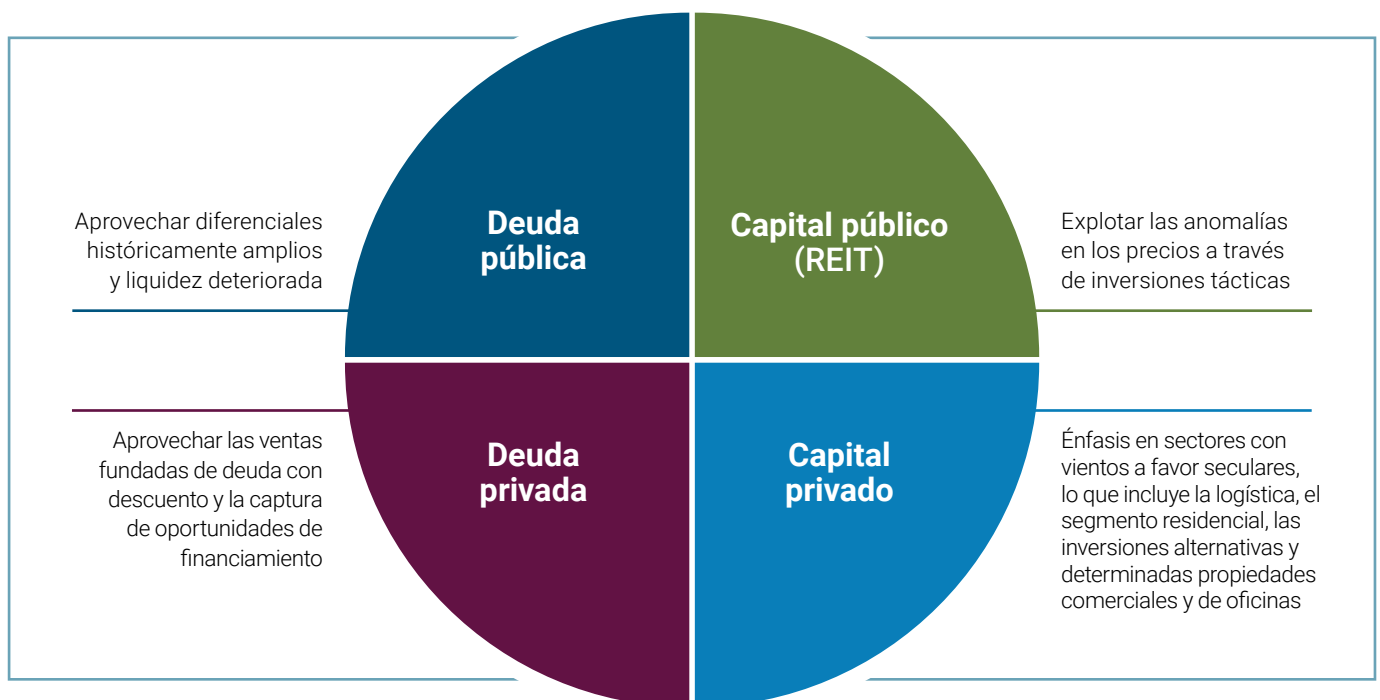 Aprovechar diferenciales
históricamente amplios
y liquidez deteriorada
Deuda
pública
Capital público
(REIT)
Explotar las anomalías
en los precios a través
de inversiones tácticas
Aprovechar las ventas
fundadas de deuda con
descuento y la captura
de oportunidades de
financiamiento
Deuda
privada
Capital
privado
Énfasis en sectores con
vientos a favor seculares,
lo que incluye la logística, el
segmento residencial, las
inversiones alternativas y
determinadas propiedades
comerciales y de oficinas